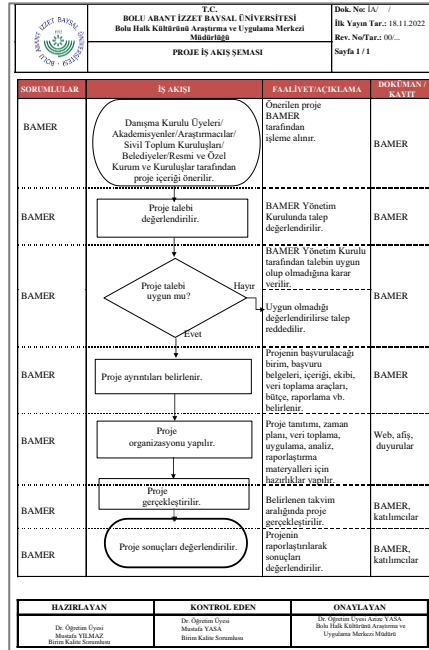 T.C.
BOLU ABANT İZZET BAYSAL ÜNİVERSİTESİ
Bolu Halk Kültürünü Araştırma ve Uygulama Merkezi
Müdürlüğü
PROJE İŞ AKIŞ ŞEMASI
Dok. No: İA/ /
İlk Yayın Tar.: 18.11.2022
Rev. No/Tar.: 00/...
Sayfa 1 / 1
SORUMLULAR
İŞ AKIŞI
FAALİYET/AÇIKLAMA
DOKÜMAN /
KAYIT
BAMER
Danışma Kurulu Üyeleri/
Akademisyenler/Araştırmacılar/
Sivil Toplum Kuruluşları/
Belediyeler/Resmi ve Özel
Kurum ve Kuruluşlar tarafından
proje içeriği önerilir.
Önerilen proje
BAMER
tarafından
işleme alınır.
BAMER
BAMER
Proje talebi
değerlendirilir.
BAMER Yönetim
Kurulunda talep
değerlendirilir.
BAMER
BAMER
Proje talebi
uygun mu?
Hayır
Evet
BAMER Yönetim Kurulu
tarafından talebin uygun
olup olmadığına karar
verilir.
Uygun olmadığı
değerlendirilirse talep
reddedilir.
BAMER
BAMER
Proje ayrıntıları belirlenir.
Projenin başvurulacağı
birim, başvuru
belgeleri, içeriği, ekibi,
veri toplama araçları,
bütçe, raporlama vb.
belirlenir.
BAMER
BAMER
Proje
organizasyonu yapılır.
Proje tanıtımı, zaman
planı, veri toplama,
uygulama, analiz,
raporlaştırma
materyalleri için
hazırlıklar yapılır.
Web, afiş,
duyurular
BAMER
Proje
gerçekleştirilir.
Belirlenen takvim
aralığında proje
gerçekleştirilir.
BAMER,
katılımcılar
BAMER
Proje sonuçları değerlendirilir.
Projenin
raporlaştırılarak
sonuçları
değerlendirilir.
BAMER,
katılımcılar
HAZIRLAYAN
KONTROL EDEN
ONAYLAYAN
Dr. Öğretim Üyesi
Mustafa YILMAZ
Birim Kalite Sorumlusu
Dr. Öğretim Üyesi
Mustafa YASA
Birim Kalite Sorumlusu
Dr. Öğretim Üyesi Azize YASA
Bolu Halk Kültürünü Araştırma ve
Uygulama Merkezi Müdürü